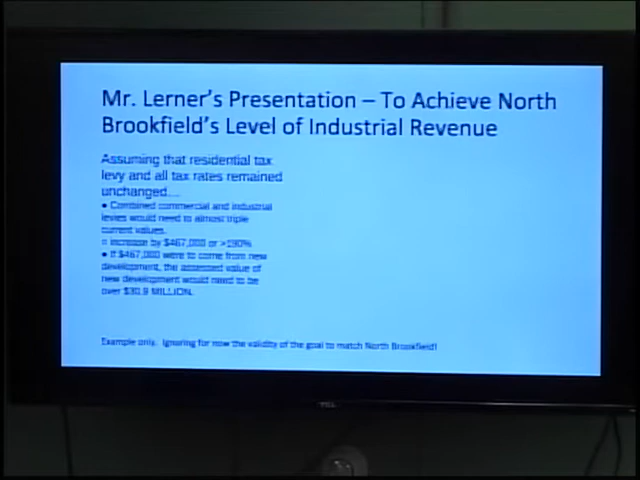 Mr. Lerner's Presentation – To Achieve North
Brookfield's Level of Industrial Revenue
Assuming that residential tax
levy and all tax rates remained
unchanged....
• Combined commercial and industrial
levies would need to almost triple
current values.
= increase by $467,000 or >190%
• If $467,000 were to come from new
development, the assessed value of
new development would need to be
over $30.9 MILLION.
Example only. Ignoring for now the validity of the goal to match North Brookfield!
TCL